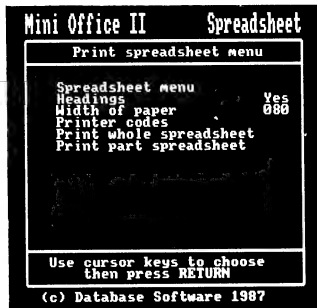 Mini Office II Spreadsheet
Print spreadsheet menu
Spreadsheet menu
Headings Yes
Width of paper 080
Printer codes
Print whole spreadsheet
Print part spreadsheet
Use cursor keys to choose
then press RETURN
(c) Database Software 1987